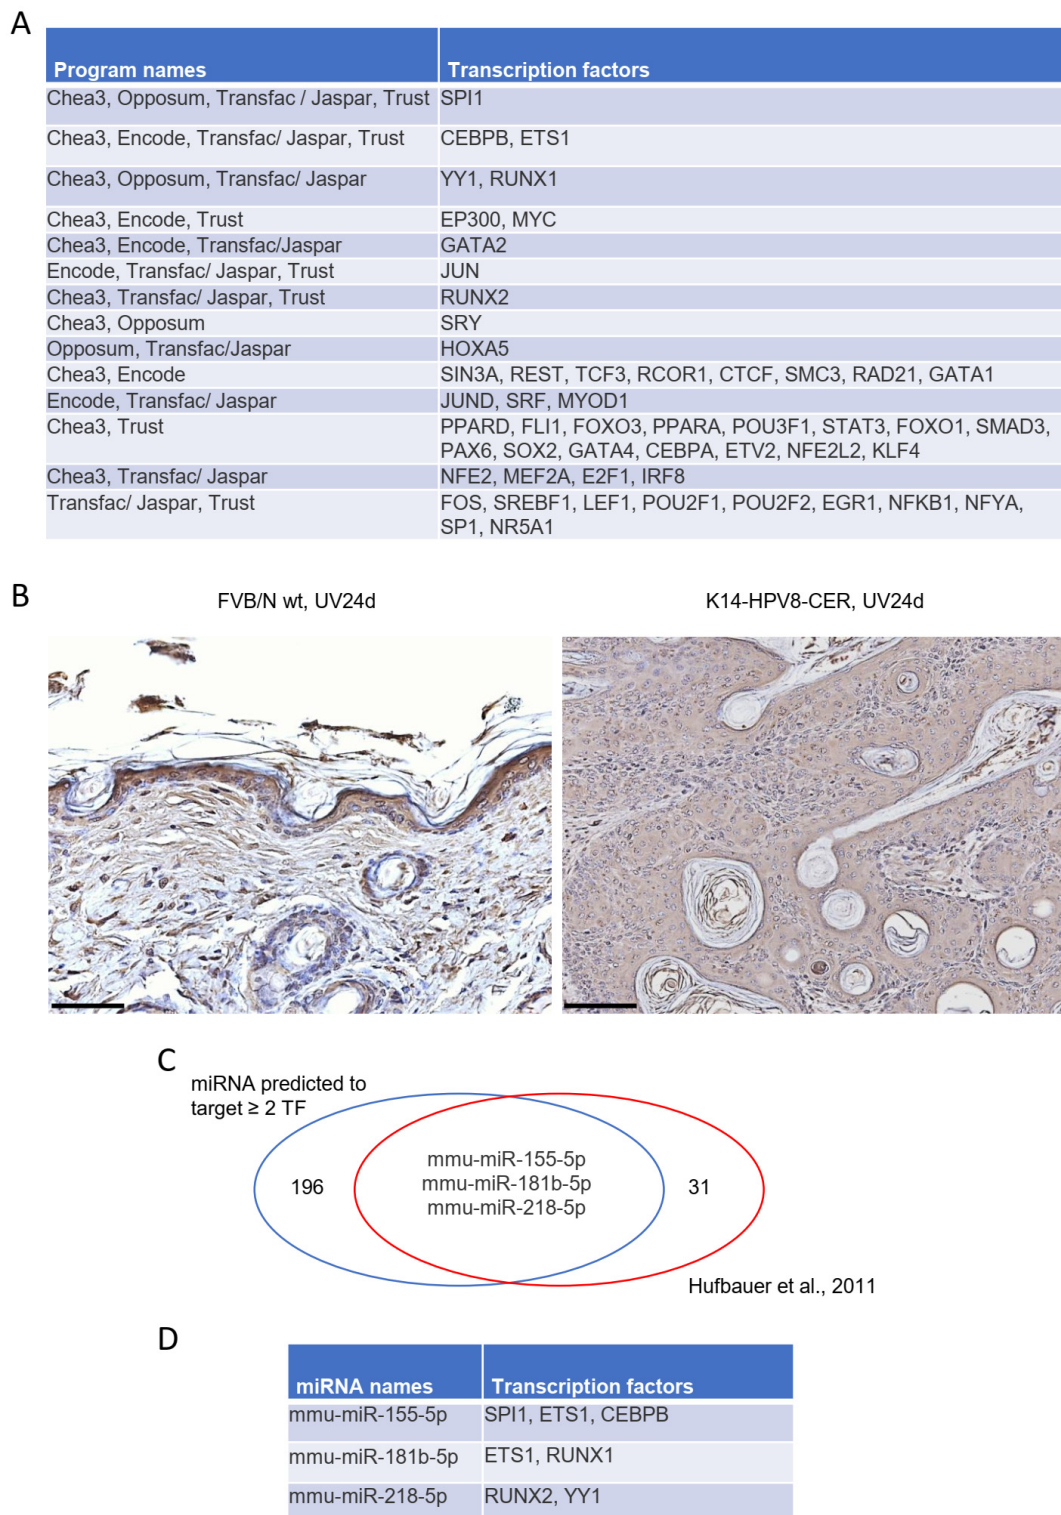 A
Program names Transcription factors
Chea3, Opposum, Transfac / Jaspar, Trust SPI1
Chea3, Encode, Transfac/ Jaspar, Trust CEBPB, ETS1
Chea3, Opposum, Transfac/ Jaspar YY1, RUNX1
Chea3, Encode, Trust EP300, MYC
Chea3, Encode, Transfac/Jaspar GATA2
Encode, Transfac/ Jaspar, Trust JUN
Chea3, Transfac/ Jaspar, Trust RUNX2
Chea3, Opposum SRY
Opposum, Transfac/Jaspar HOXA5
Chea3, Encode SIN3A, REST, TCF3, RCOR1, CTCF, SMC3, RAD21, GATA1
Encode, Transfac/ Jaspar JUND, SRF, MYOD1
Chea3, Trust PPARD, FLI1, FOXO3, PPARA, POU3F1, STAT3, FOXO1, SMAD3,
PAX6, SOX2, GATA4, CEBPA, ETV2, NFE2L2, KLF4
Chea3, Transfac/ Jaspar NFE2, MEF2A, E2F1, IRF8
Transfac/ Jaspar, Trust FOS, SREBF1, LEF1, POU2F1, POU2F2, EGR1, NFKB1, NFYA,
SP1, NR5A1
B
FVB/N wt, UV24d K14-HPV8-CER, UV24d
C
miRNA predicted to
target ≥ 2 TF
mmu-miR-155-5p
196 mmu-miR-181b-5p 31
mmu-miR-218-5p
Hufbauer et al., 2011
D
miRNA names Transcription factors
mmu-miR-155-5p SPI1, ETS1, CEBPB
mmu-miR-181b-5p ETS1, RUNX1
mmu-miR-218-5p RUNX2, YY1